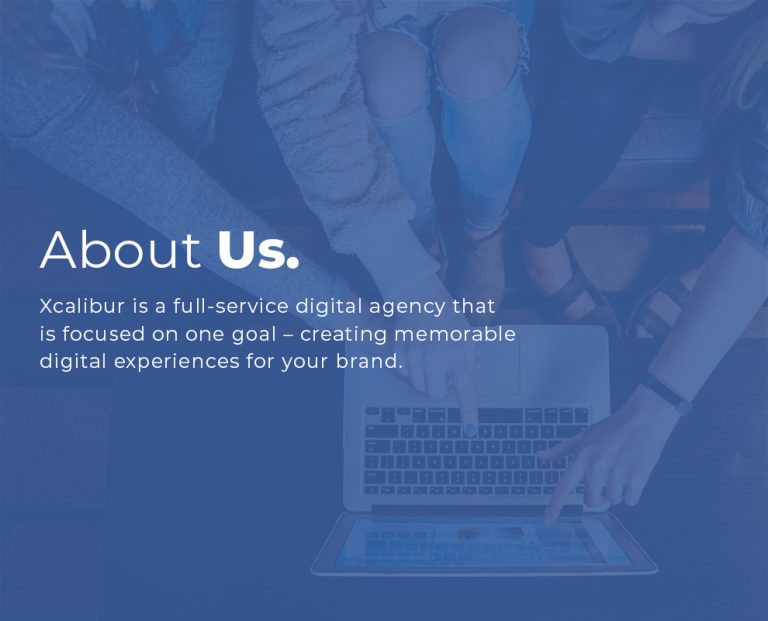 About Us.
Xcalibur is a full-service digital agency that
is focused on one goal – creating memorable
digital experiences for your brand.